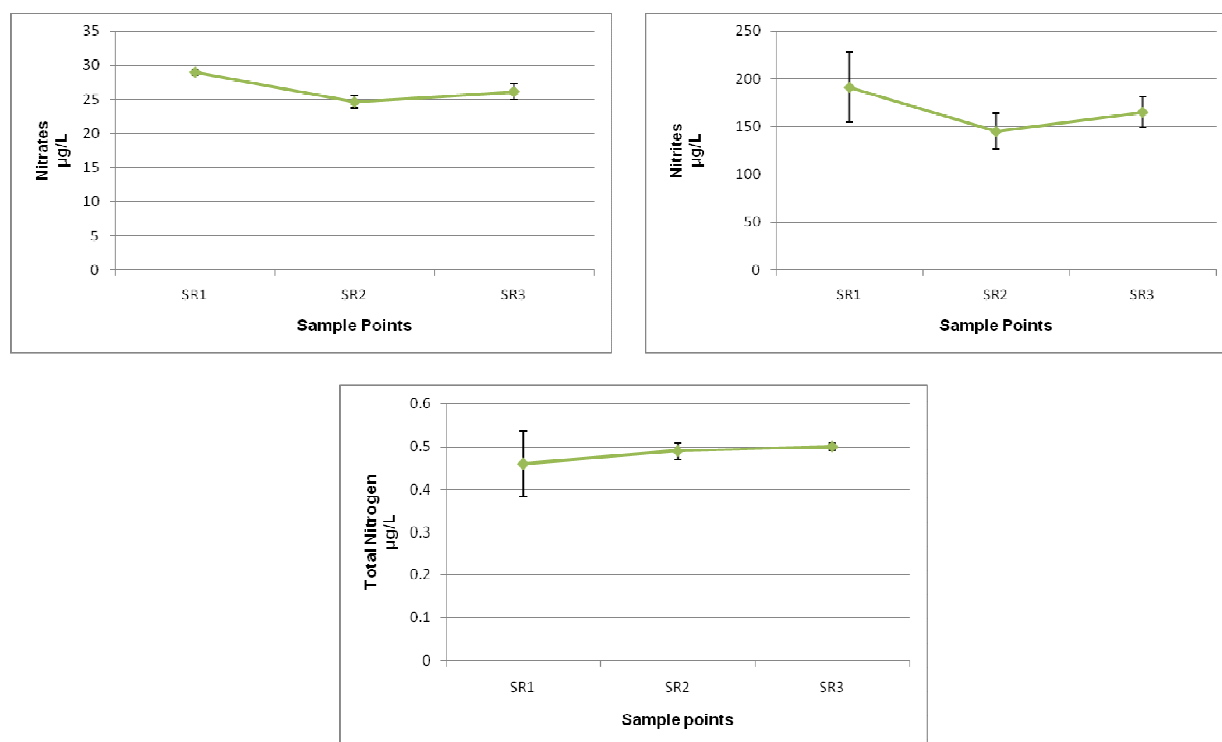 Nitrates
µg/L
35
30
25
20
15
10
5
0
SR1 SR2 SR3
Sample Points
Nitrites
µg/L
250
200
150
100
50
0
SR1 SR2 SR3
Sample Points
Total Nitrogen
µg/L
0.6
0.5
0.4
0.3
0.2
0.1
0
SR1 SR2 SR3
Sample points